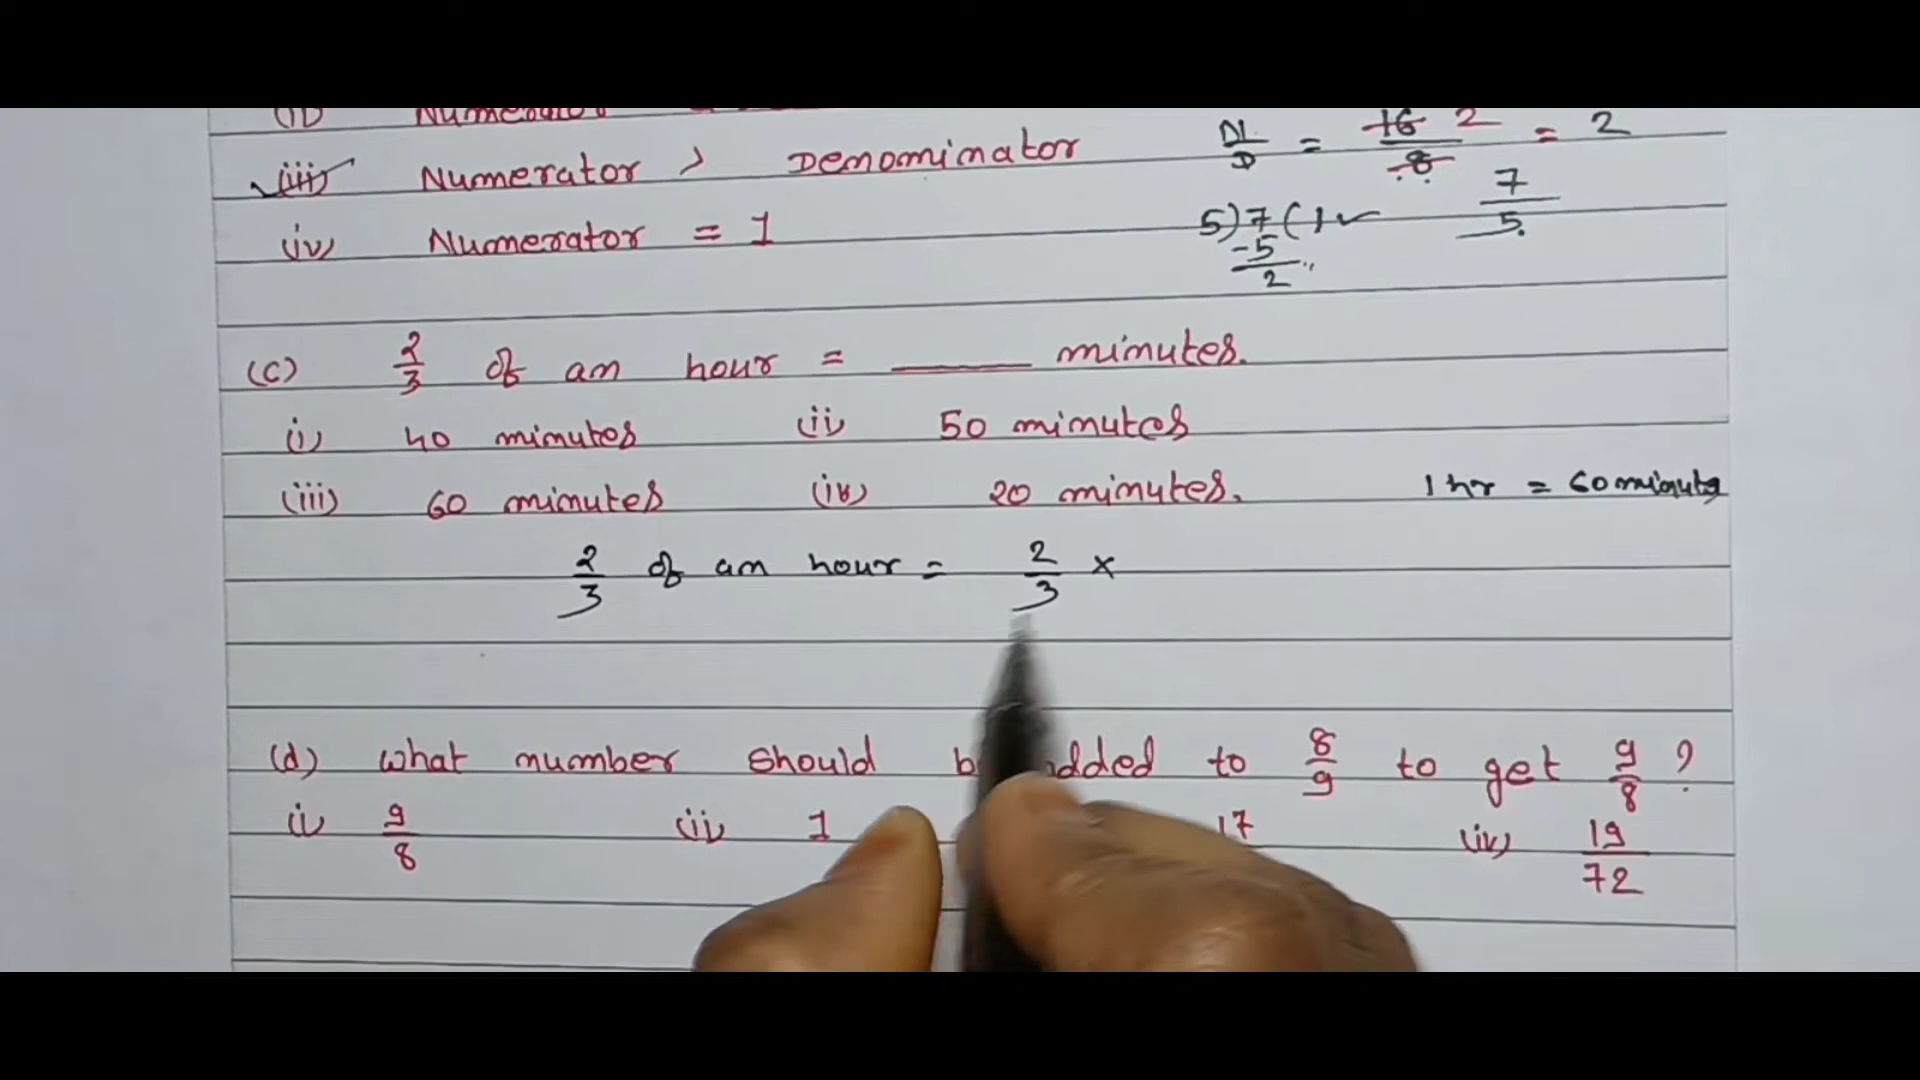 (ii) Numerator
(iii) Numerator > Denominator N/D = 16/8 2 = 2
7/5
(iv) Numerator = 1 5)7(1
-5
2
(c) 2/3 of an hour = ______ minutes.
(i) 40 minutes (ii) 50 minutes
(iii) 60 minutes (iv) 20 minutes. 1 hr = 60 minutes
2/3 of an hour = 2/3 ×
(d) What number should added to 8/9 to get 9/8 ?
(i) 9/8 (ii) 1 17 (iv) 19/72